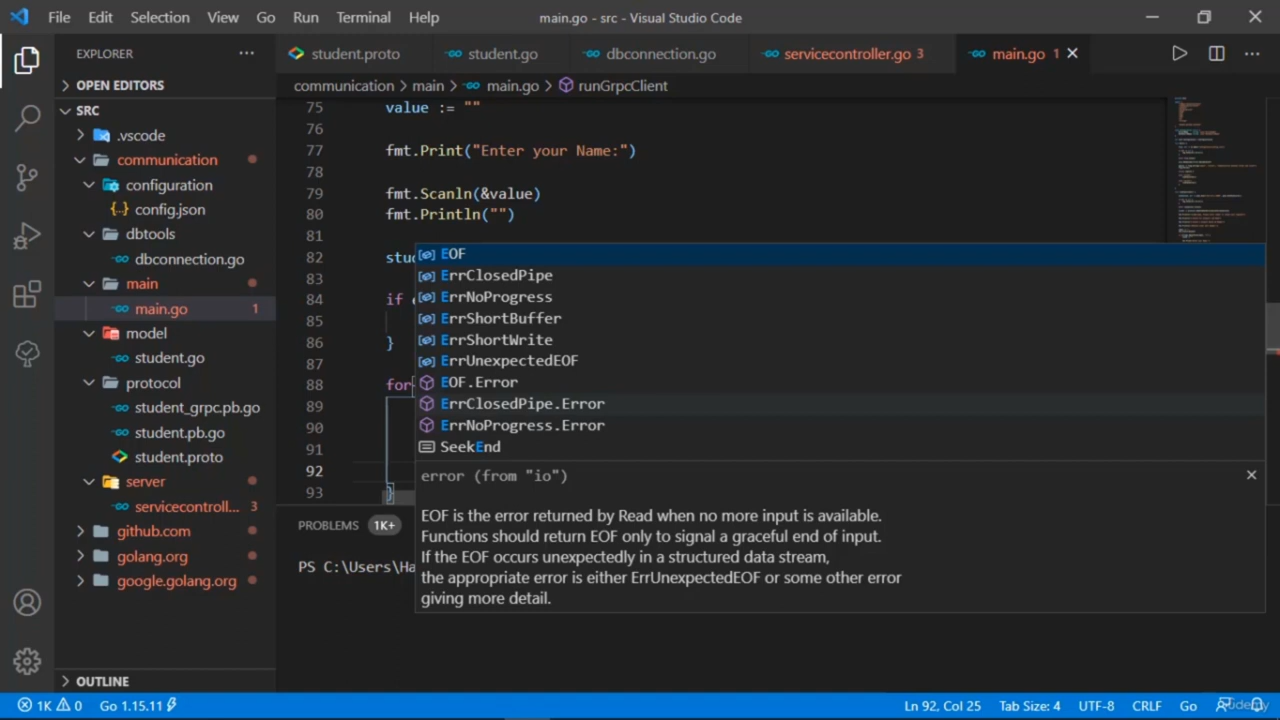 File Edit Selection View Go Run Terminal Help main.go - src - Visual Studio Code
EXPLORER
student.proto student.go dbconnection.go servicecontroller.go 3 main.go 1
OPEN EDITORS
communication > main > main.go > runGrpcClient
SRC
.vscode
communication
configuration
config.json
dbtools
dbconnection.go
main
main.go 1
model
student.go
protocol
student_grpc.pb.go
student.pb.go
student.proto
server
servicecontroll... 3
github.com
golang.org
google.golang.org
OUTLINE
75 value := ""
76
77 fmt.Print("Enter your Name:")
78
79 fmt.Scanln(&value)
80 fmt.Println("")
81
82 stu
83
84 if
85
86 }
87
88 for
89
90
91
92
93 }
EOF
ErrClosedPipe
ErrNoProgress
ErrShortBuffer
ErrShortWrite
ErrUnexpectedEOF
EOF.Error
ErrClosedPipe.Error
ErrNoProgress.Error
SeekEnd
error (from "io")
EOF is the error returned by Read when no more input is available.
Functions should return EOF only to signal a graceful end of input.
If the EOF occurs unexpectedly in a structured data stream,
the appropriate error is either ErrUnexpectedEOF or some other error
giving more detail.
PROBLEMS 1K+
PS C:\Users\Ha
1K 0 Go 1.15.11 Ln 92, Col 25 Tab Size: 4 UTF-8 CRLF Go